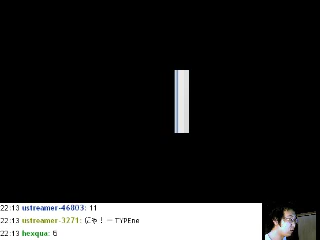 22:13 ustreamer-46803: 11
22:13 ustreamer-3271: にゃ！ーTYPEne
22:13 hexqua: 6